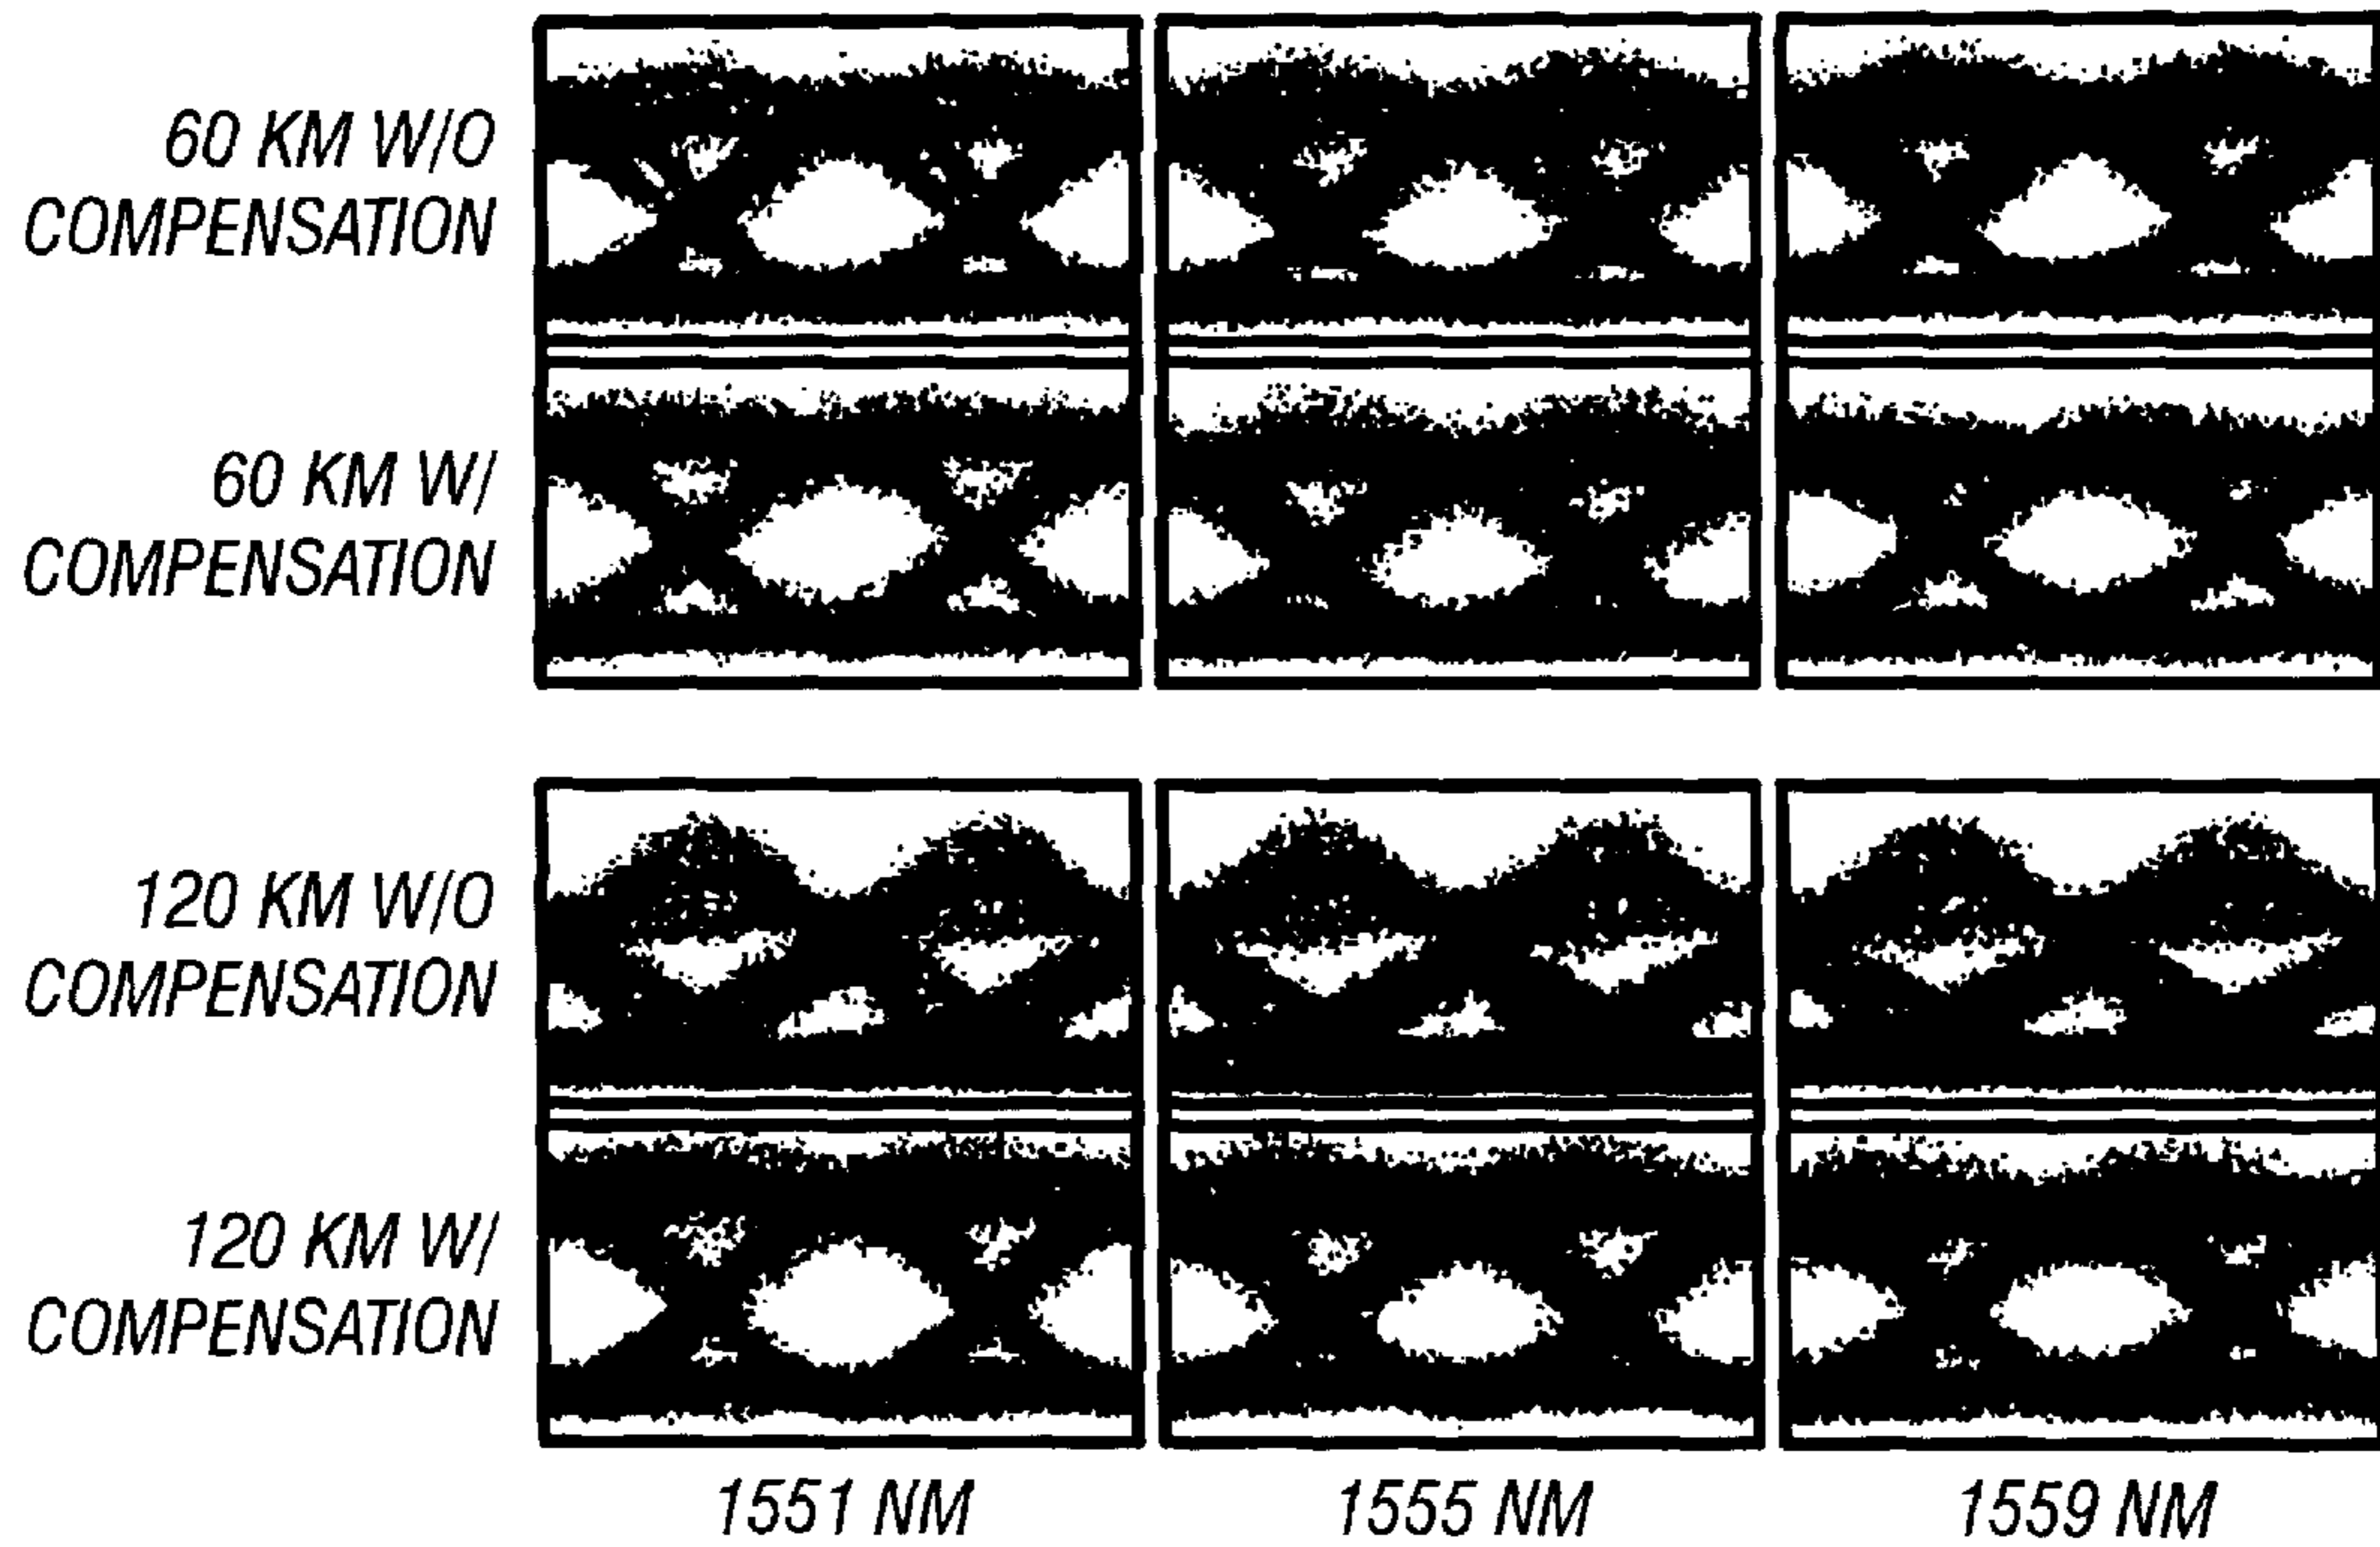 60 KM W/O
COMPENSATION
60 KM W/
COMPENSATION
120 KM W/O
COMPENSATION
120 KM W/
COMPENSATION
1551 NM
1555 NM
1559 NM